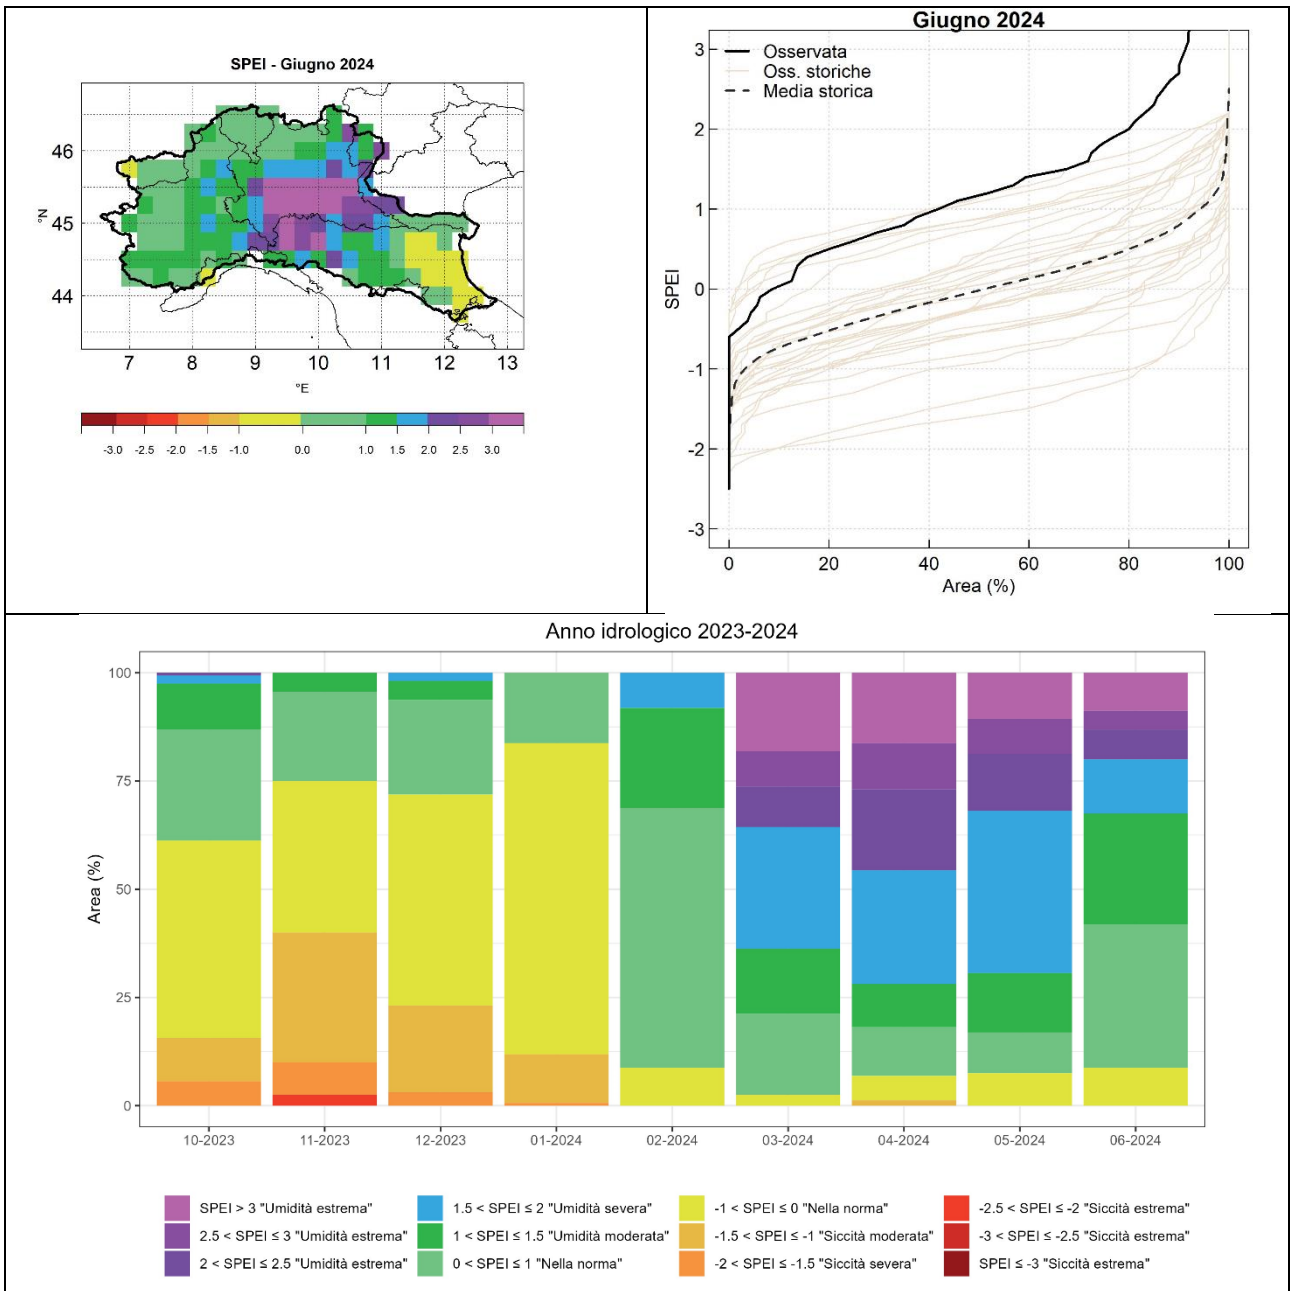 SPEI - Giugno 2024
46
45
44
°N
7 8 9 10 11 12 13
°E
-3.0 -2.5 -2.0 -1.5 -1.0 0.0 1.0 1.5 2.0 2.5 3.0
Giugno 2024
Osservata
Oss. storiche
Media storica
3
2
1
0
-1
-2
-3
SPEI
0 20 40 60 80 100
Area (%)
Anno idrologico 2023-2024
100
75
50
25
0
Area (%)
10-2023 11-2023 12-2023 01-2024 02-2024 03-2024 04-2024 05-2024 06-2024
SPEI > 3 "Umidità estrema" 1.5 < SPEI ≤ 2 "Umidità severa" -1 < SPEI ≤ 0 "Nella norma" -2.5 < SPEI ≤ -2 "Siccità estrema"
2.5 < SPEI ≤ 3 "Umidità estrema" 1 < SPEI ≤ 1.5 "Umidità moderata" -1.5 < SPEI ≤ -1 "Siccità moderata" -3 < SPEI ≤ -2.5 "Siccità estrema"
2 < SPEI ≤ 2.5 "Umidità estrema" 0 < SPEI ≤ 1 "Nella norma" -2 < SPEI ≤ -1.5 "Siccità severa" SPEI ≤ -3 "Siccità estrema"